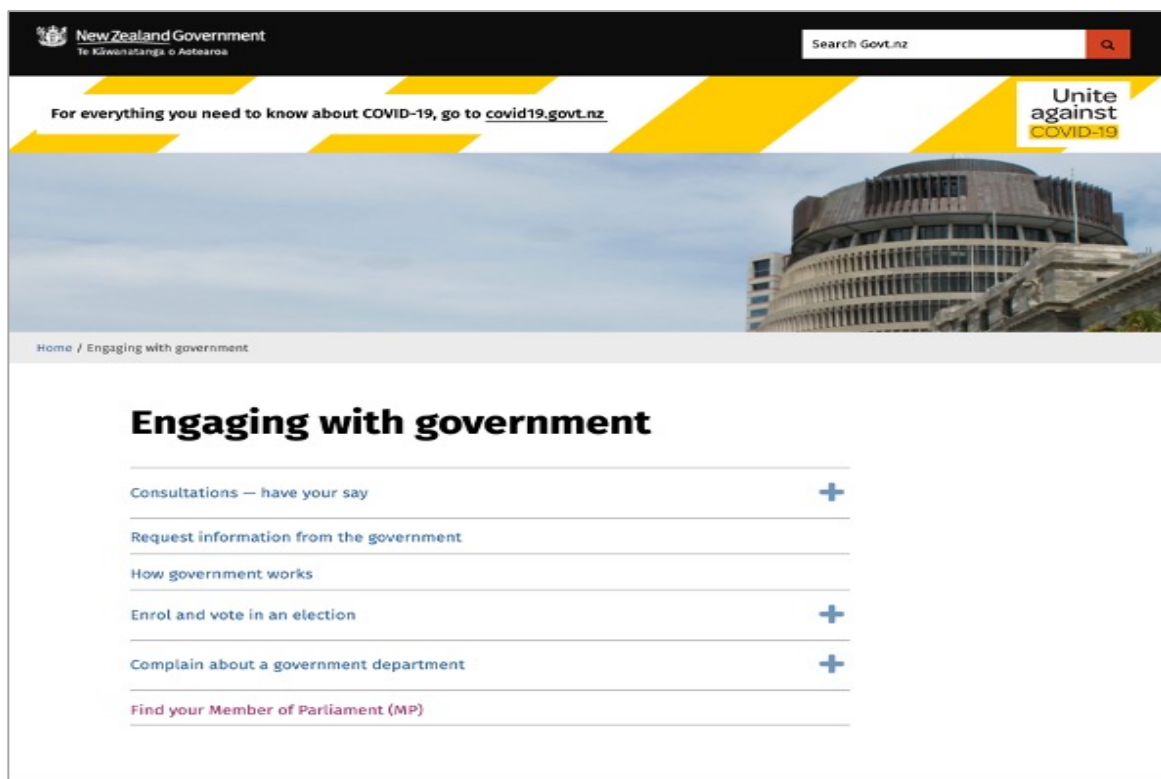 New Zealand Government
Te Kāwanatanga o Aotearoa
Search Govt.nz
For everything you need to know about COVID-19, go to covid19.govt.nz
Unite
against
COVID-19
Home / Engaging with government
Engaging with government
Consultations — have your say
Request information from the government
How government works
Enrol and vote in an election
Complain about a government department
Find your Member of Parliament (MP)